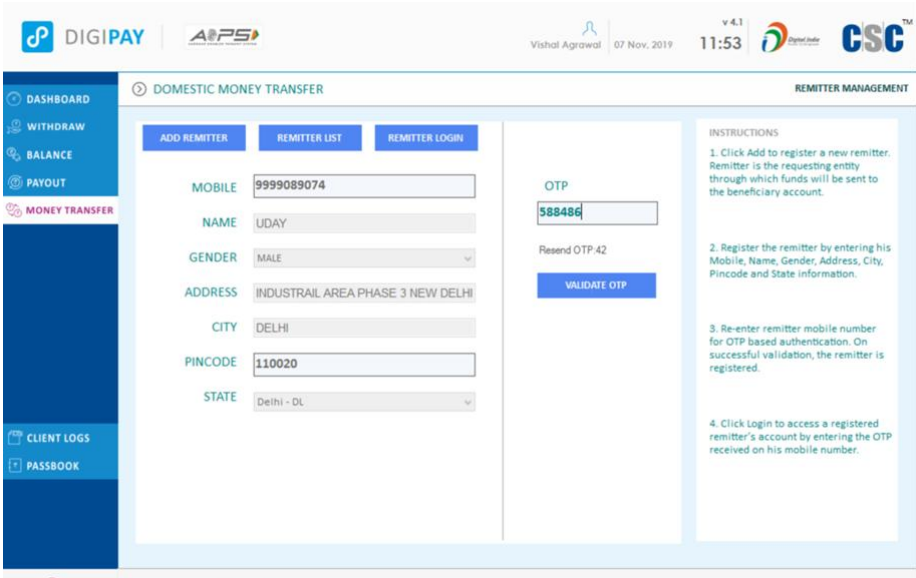 DIGIPAY
AEPS
Vishal Agrawal
07 Nov, 2019
v 4.1
11:53
Digital India
CSC TM
DASHBOARD
WITHDRAW
BALANCE
PAYOUT
MONEY TRANSFER
CLIENT LOGS
PASSBOOK
DOMESTIC MONEY TRANSFER
REMITTER MANAGEMENT
ADD REMITTER
REMITTER LIST
REMITTER LOGIN
MOBILE 9999089074
NAME UDAY
GENDER MALE
ADDRESS INDUSTRAIL AREA PHASE 3 NEW DELHI
CITY DELHI
PINCODE 110020
STATE Delhi - DL
OTP
588486
Resend OTP:42
VALIDATE OTP
INSTRUCTIONS
1. Click Add to register a new remitter.
Remitter is the requesting entity
through which funds will be sent to
the beneficiary account.
2. Register the remitter by entering his
Mobile, Name, Gender, Address, City,
Pincode and State information.
3. Re-enter remitter mobile number
for OTP based authentication. On
successful validation, the remitter is
registered.
4. Click Login to access a registered
remitter's account by entering the OTP
received on his mobile number.